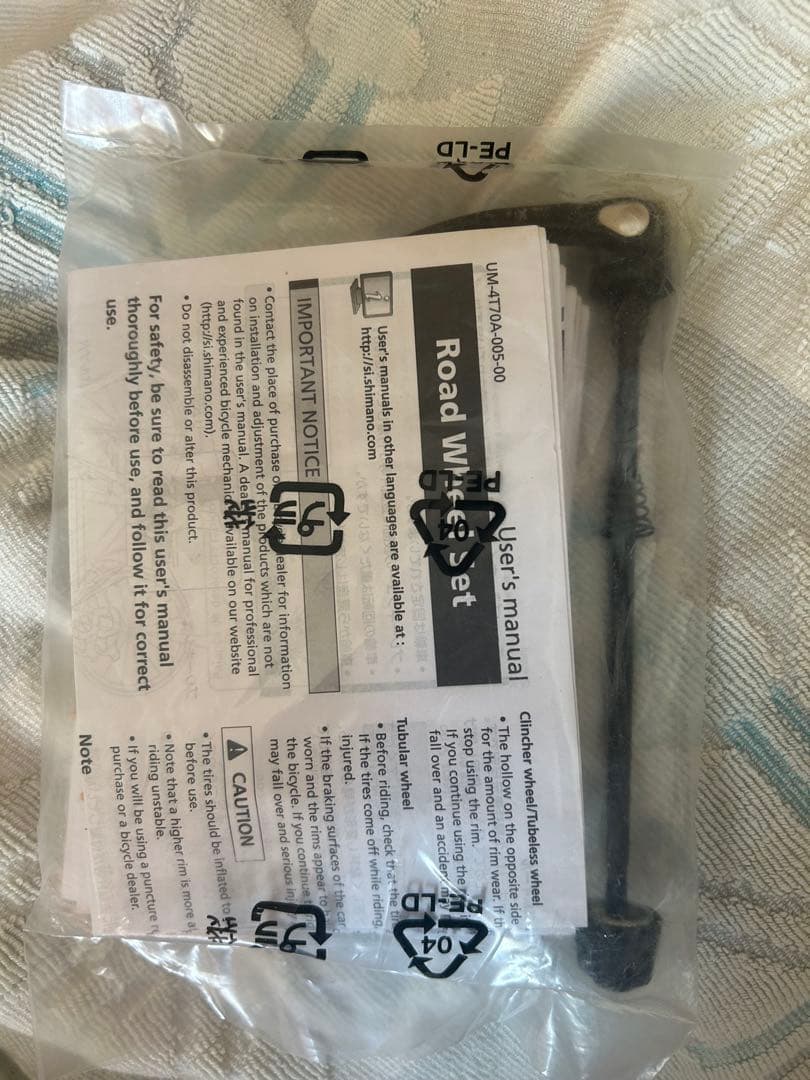 PE-LD
UM-4T70A-005-00
User's manual
Road Wheel Set
User's manuals in other languages are available at :
http://si.shimano.com
IMPORTANT NOTICE
• Contact the place of purchase or dealer for information
on installation and adjustment of the products which are not
found in the user's manual. A manual for professional
and experienced bicycle mechanics available on our website
(http://si.shimano.com).
• Do not disassemble or alter this product.
For safety, be sure to read this user's manual
thoroughly before use, and follow it for correct
use.
Clincher wheel/Tubeless wheel
• The hollow on the opposite side
for the amount of rim wear. If
stop using the rim.
If you continue using the
fall over and an accident
Tubular wheel
• Before riding, check that the
If the tires come off while riding,
injured.
• If the braking surfaces of the
worn and the rims appear to
the bicycle. If you continue
may fall over and serious
CAUTION
• The tires should be inflated to
before use.
• Note that a higher rim is more
riding unstable.
• If you will be using a puncture
purchase or a bicycle dealer.
Note
04
PE-LD
プラ
04
PE-LD
プラ